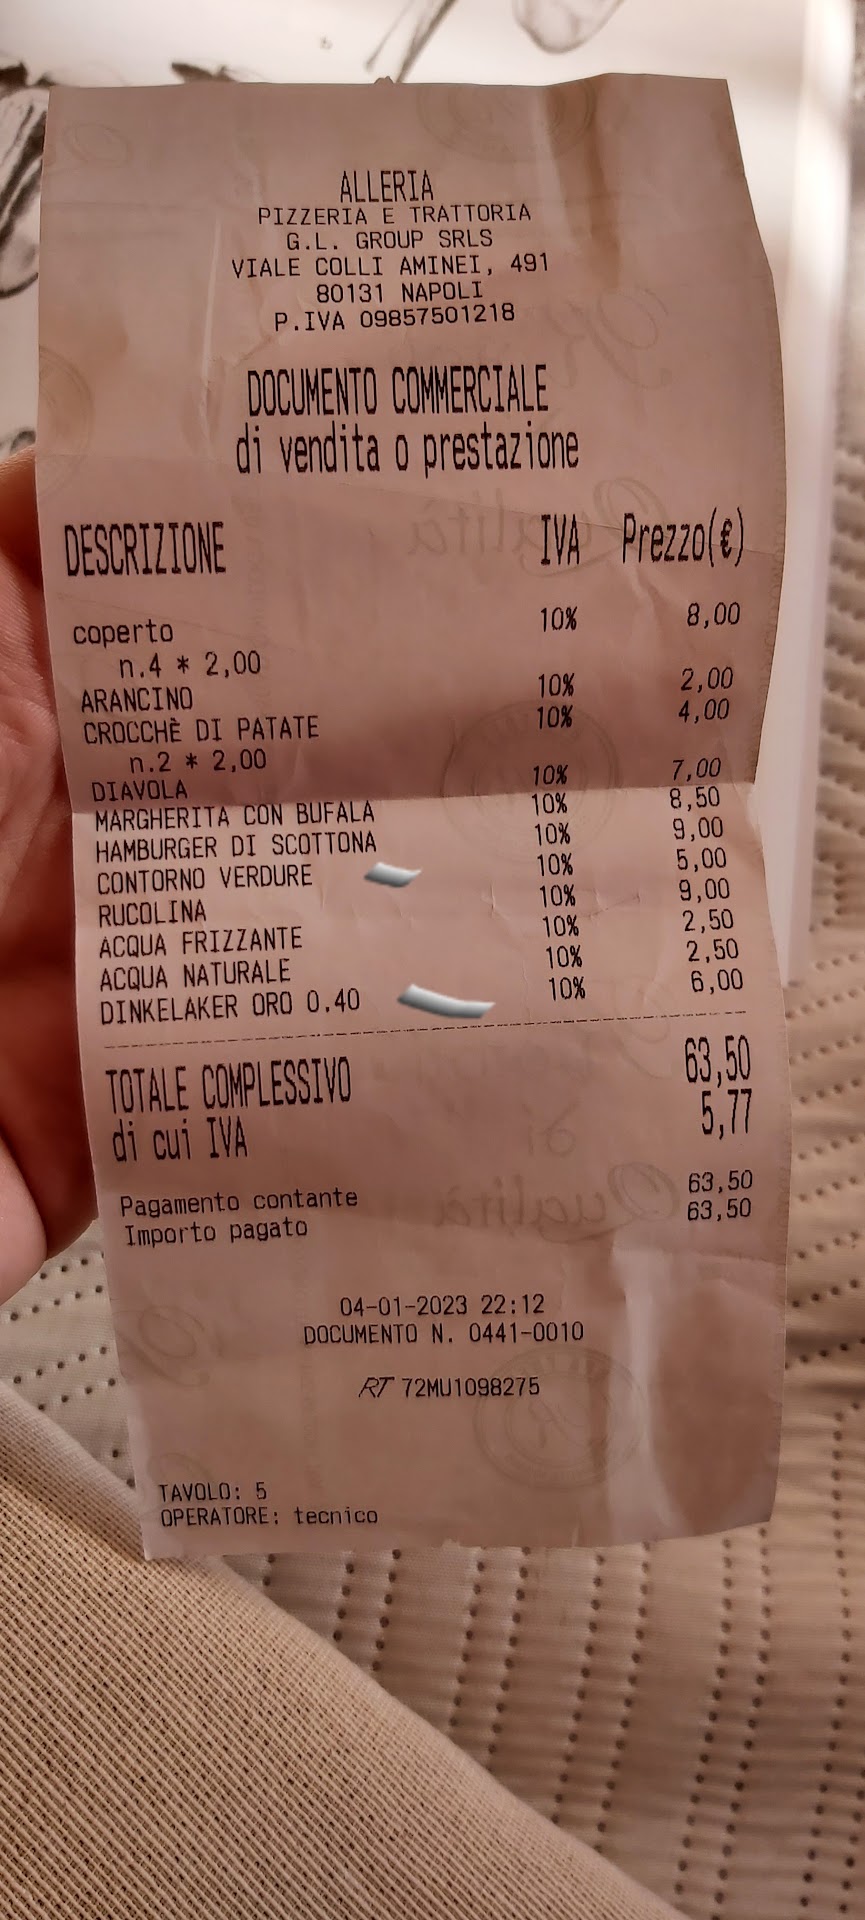 ALLERIA
PIZZERIA E TRATTORIA
G.L. GROUP SRLS
VIALE COLLI AMINEI, 491
80131 NAPOLI
P.IVA 09857501218
DOCUMENTO COMMERCIALE
di vendita o prestazione
DESCRIZIONE IVA Prezzo(€)
coperto 10% 8,00
n.4 * 2,00
ARANCINO 10% 2,00
CROCCHÈ DI PATATE 10% 4,00
n.2 * 2,00
DIAVOLA 10% 7,00
MARGHERITA CON BUFALA 10% 8,50
HAMBURGER DI SCOTTONA 10% 9,00
CONTORNO VERDURE 10% 5,00
RUCOLINA 10% 9,00
ACQUA FRIZZANTE 10% 2,50
ACQUA NATURALE 10% 2,50
DINKELAKER ORO 0.40 10% 6,00
TOTALE COMPLESSIVO 63,50
di cui IVA 5,77
Pagamento contante 63,50
Importo pagato 63,50
04-01-2023 22:12
DOCUMENTO N. 0441-0010
RT 72MU1098275
TAVOLO: 5
OPERATORE: tecnico